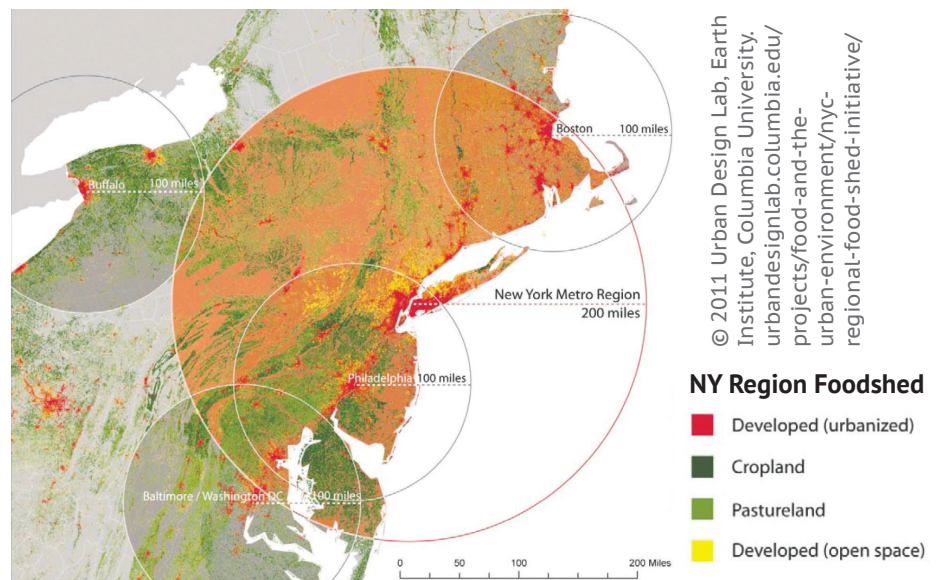 Boston
100 miles
Buffalo
100 miles
New York Metro Region
200 miles
Philadelphia
100 miles
Baltimore / Washington DC
100 miles
0
50
100
200 Miles
© 2011 Urban Design Lab, Earth
Institute, Columbia University.
urbandesignlab.columbia.edu/
projects/food-and-the-
urban-environment/nyc-
regional-food-shed-initiative/
NY Region Foodshed
Developed (urbanized)
Cropland
Pastureland
Developed (open space)